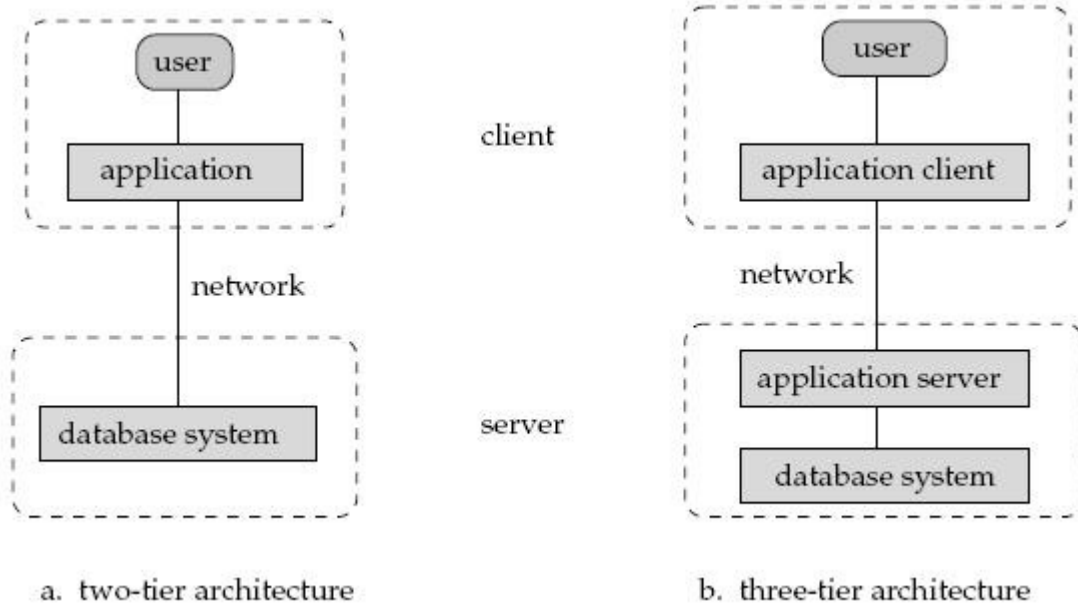 user
application
network
database system
a. two-tier architecture
client
server
user
application client
network
application server
database system
b. three-tier architecture